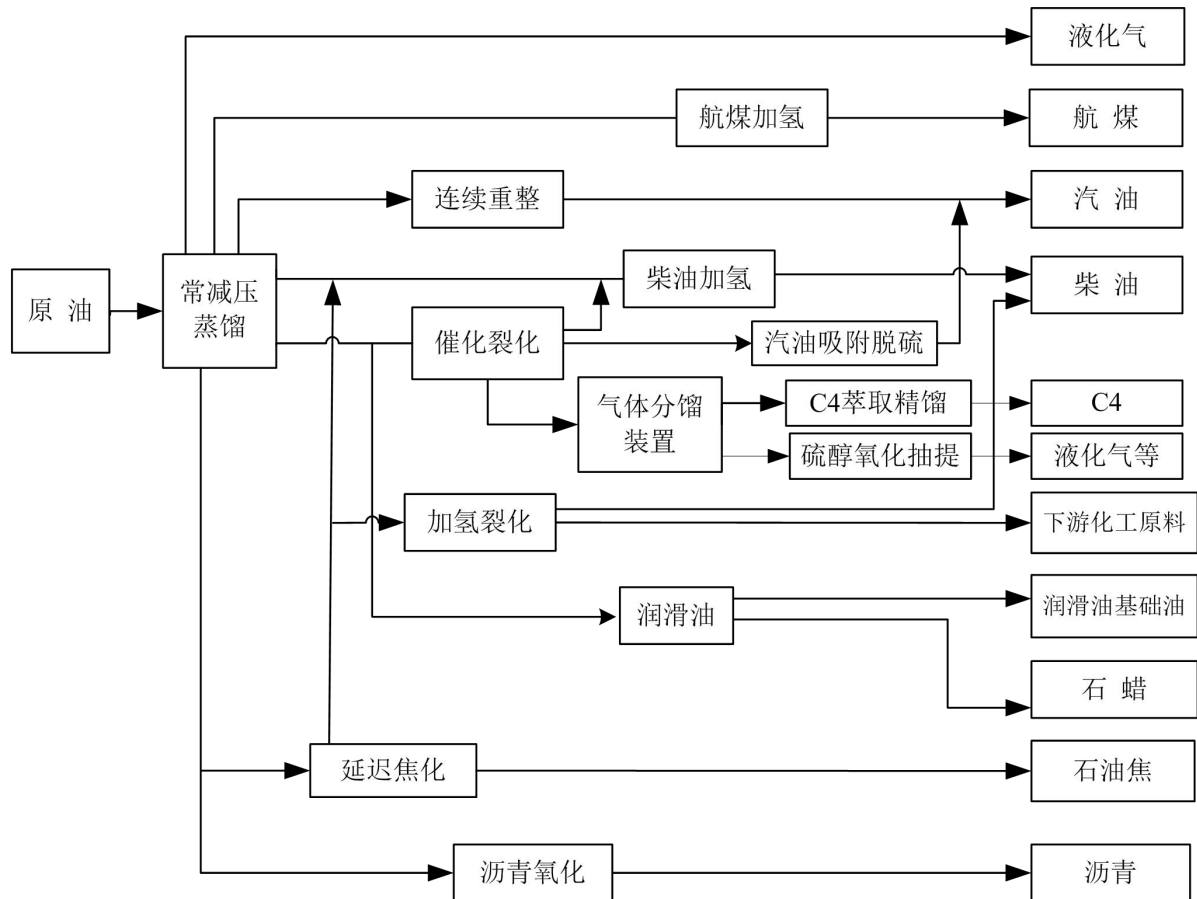 液化气
航煤加氢
航 煤
连续重整
汽 油
原 油
常减压
蒸馏
柴油加氢
柴 油
催化裂化
汽油吸附脱硫
气体分馏
装置
C4萃取精馏
C4
硫醇氧化抽提
液化气等
加氢裂化
下游化工原料
润滑油
润滑油基础油
石 蜡
延迟焦化
石油焦
沥青氧化
沥青